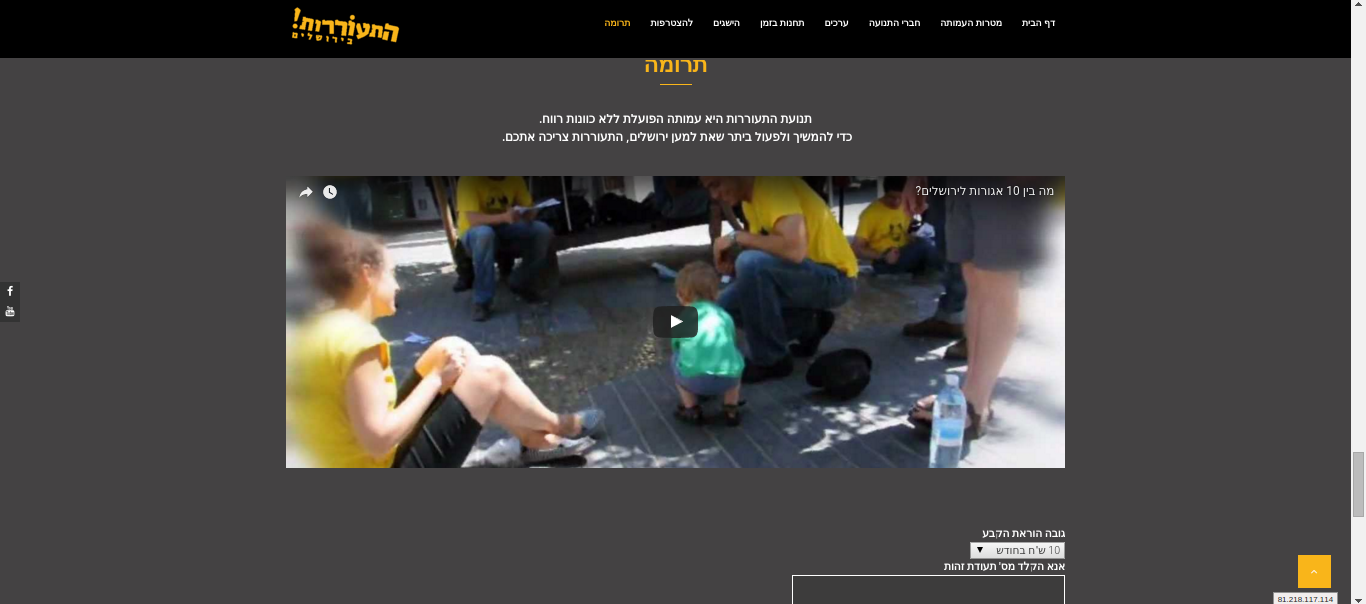 התעוררות!
בירושלים
דף הבית
מטרות העמותה
חברי התנועה
ערכים
תחנות בזמן
הישגים
להצטרפות
תרומה
תרומה
תנועת התעוררות היא עמותה הפועלת ללא כוונות רווח.
כדי להמשיך ולפעול ביתר שאת למען ירושלים, התעוררות צריכה אתכם.
מה בין 10 אגורות לירושלים?
גובה הוראת הקבע
10 ש"ח בחודש
אנא הקלד מס' תעודת זהות
81.218.117.114